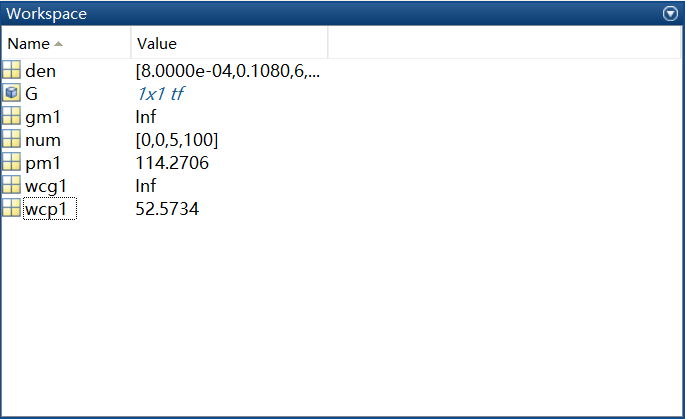 Workspace
Name Value
den [8.0000e-04,0.1080,6,...
G 1x1 tf
gm1 Inf
num [0,0,5,100]
pm1 114.2706
wcg1 Inf
wcp1 52.5734